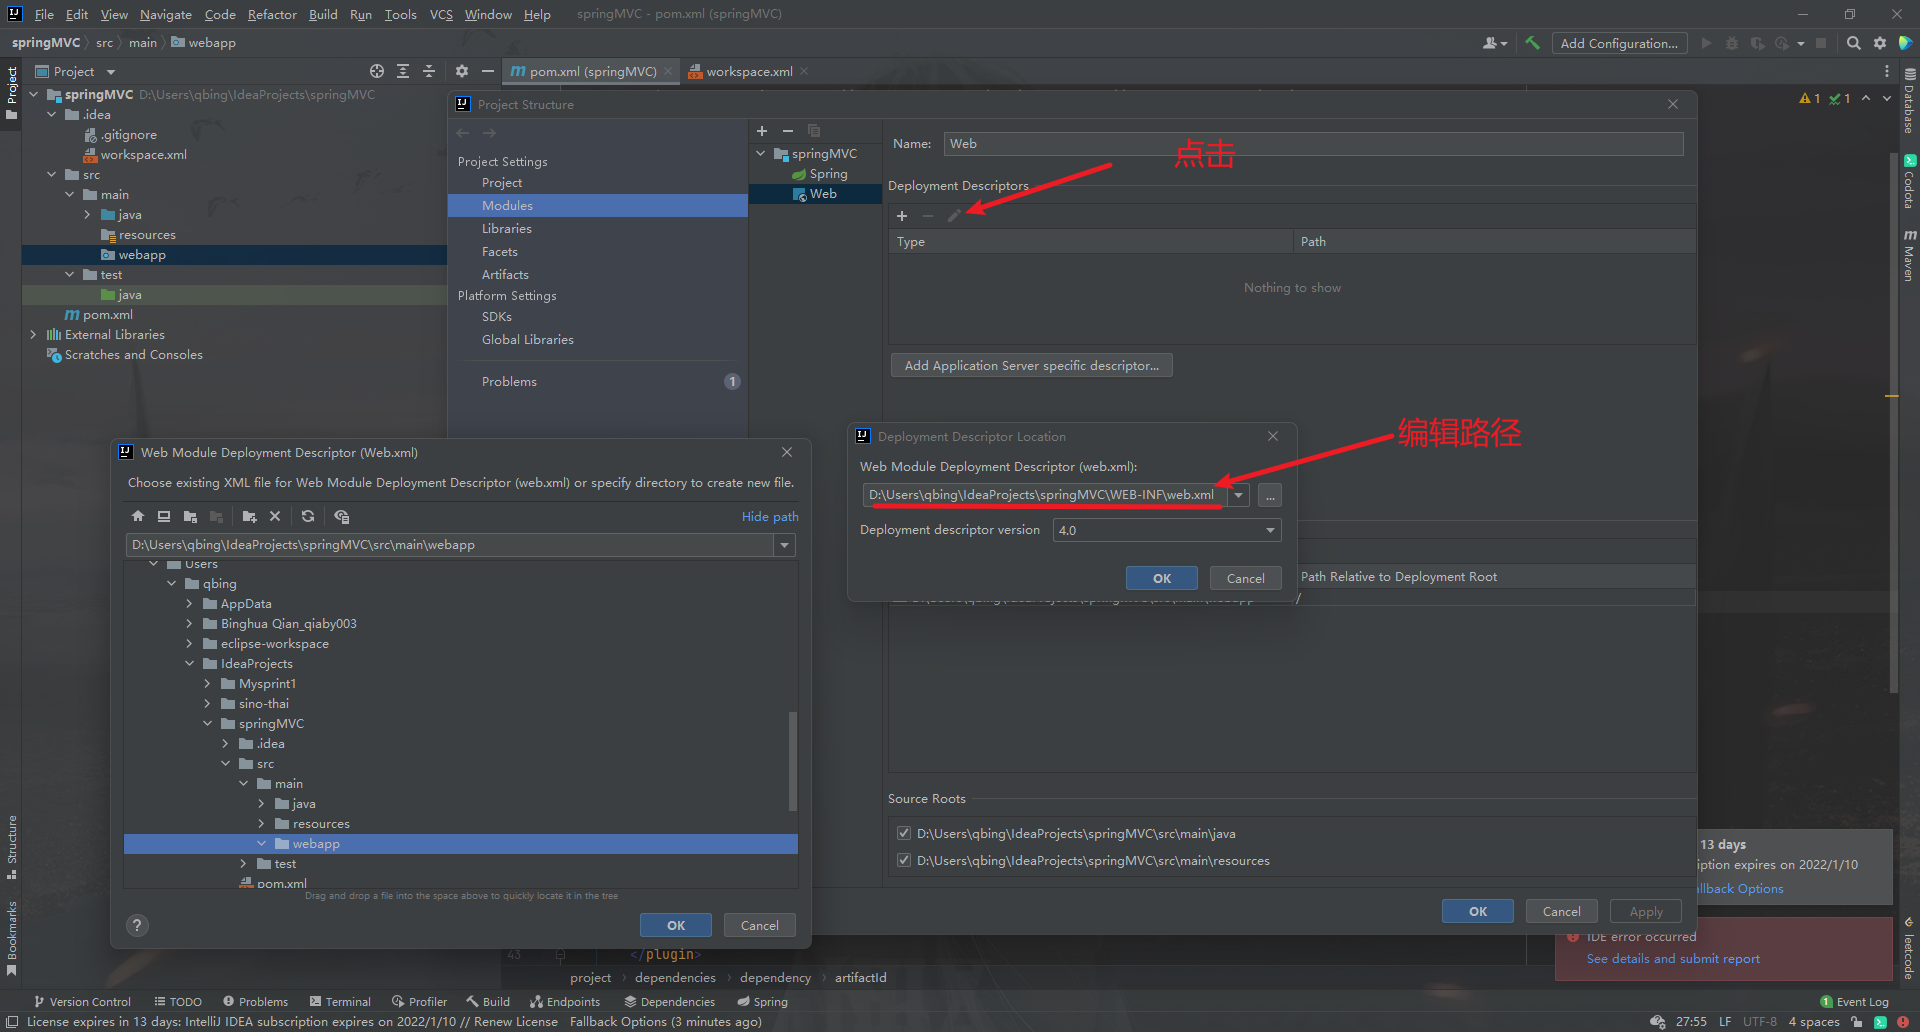 File Edit View Navigate Code Refactor Build Run Tools VCS Window Help springMVC - pom.xml (springMVC)
springMVC src main webapp
Add Configuration...
Project
pom.xml (springMVC)
workspace.xml
Project
springMVC D:\Users\qbing\IdeaProjects\springMVC
.idea
.gitignore
workspace.xml
src
main
java
resources
webapp
test
java
pom.xml
External Libraries
Scratches and Consoles
Project Structure
Project Settings
Project
Modules
Libraries
Facets
Artifacts
Platform Settings
SDKs
Global Libraries
Problems 1
springMVC
Spring
Web
Name: Web
点击
Deployment Descriptors
Type Path
Nothing to show
Add Application Server specific descriptor...
1 1
Database
Codota
Maven
Deployment Descriptor Location
编辑路径
Web Module Deployment Descriptor (web.xml):
D:\Users\qbing\IdeaProjects\springMVC\WEB-INF\web.xml ...
Deployment descriptor version 4.0
OK Cancel
Path Relative to Deployment Root
/
Web Module Deployment Descriptor (Web.xml)
Choose existing XML file for Web Module Deployment Descriptor (web.xml) or specify directory to create new file.
Hide path
D:\Users\qbing\IdeaProjects\springMVC\src\main\webapp
Users
qbing
AppData
Binghua Qian_qiaby003
eclipse-workspace
IdeaProjects
Mysprint1
sino-thai
springMVC
.idea
src
main
java
resources
webapp
test
pom.xml
Drag and drop a file into the space above to quickly locate it in the tree
? OK Cancel
Source Roots
D:\Users\qbing\IdeaProjects\springMVC\src\main\java
D:\Users\qbing\IdeaProjects\springMVC\src\main\resources
OK Cancel Apply
13 days
ption expires on 2022/1/10
allback Options
IDE error occurred
See details and submit report
Structure
Bookmarks
leetcode
43 </plugin>
project dependencies dependency artifactId
Version Control TODO Problems Terminal Profiler Build Endpoints Dependencies Spring 1 Event Log
License expires in 13 days: IntelliJ IDEA subscription expires on 2022/1/10 // Renew License Fallback Options (3 minutes ago) 27:55 LF UTF-8 4 spaces